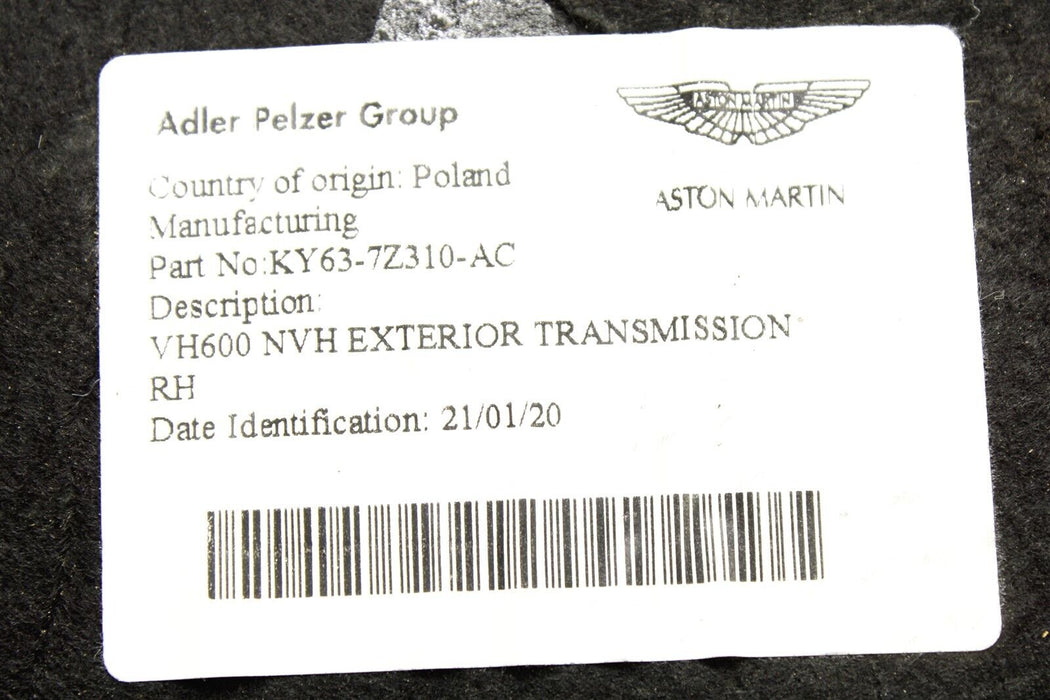 Adler Pelzer Group
ASTON MARTIN
ASTON MARTIN
Country of origin: Poland
Manufacturing
Part No:KY63-7Z310-AC
Description:
VH600 NVH EXTERIOR TRANSMISSION
RH
Date Identification: 21/01/20